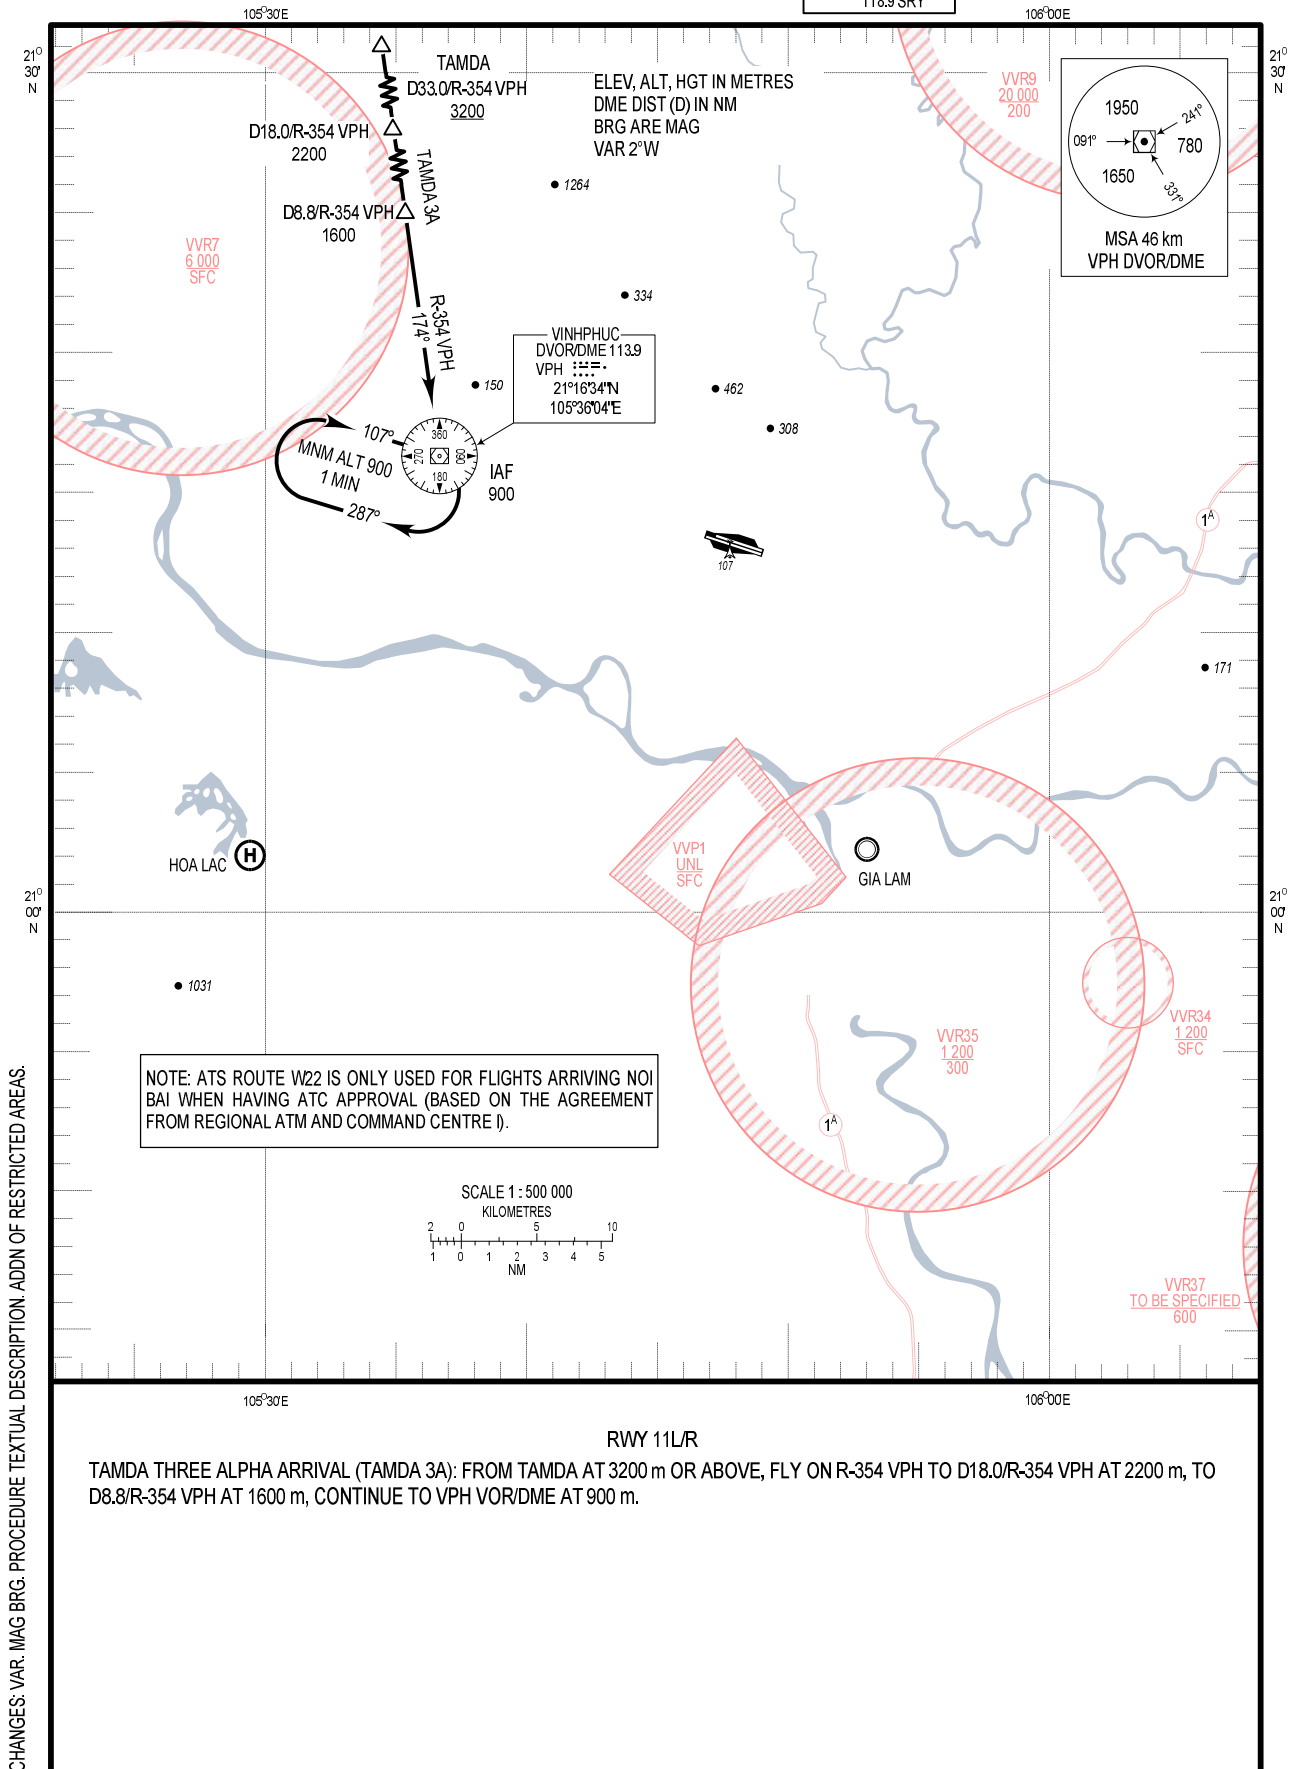 118.9 SRY
105°30'E
106°00'E
21°
30'
N
21°
30'
N
TAMDA
D33.0/R-354 VPH
3200
D18.0/R-354 VPH
2200
TAMDA 3A
D8.8/R-354 VPH
1600
ELEV, ALT, HGT IN METRES
DME DIST (D) IN NM
BRG ARE MAG
VAR 2°W
VVR9
20 000
200
1950
241°
091°
780
1650
331°
MSA 46 km
VPH DVOR/DME
1264
VVR7
6 000
SFC
334
R-354 VPH
174°
VINHPHUC
DVOR/DME 113.9
VPH
21°16'34"N
105°36'04"E
150
462
308
107°
MNM ALT 900
1 MIN
287°
360
090
180
270
IAF
900
1A
107
171
HOA LAC
H
VVP1
UNL
SFC
GIA LAM
21°
00'
N
21°
00'
N
1031
VVR35
1 200
300
VVR34
1 200
SFC
NOTE: ATS ROUTE W22 IS ONLY USED FOR FLIGHTS ARRIVING NOI
BAI WHEN HAVING ATC APPROVAL (BASED ON THE AGREEMENT
FROM REGIONAL ATM AND COMMAND CENTRE I).
1A
SCALE 1 : 500 000
KILOMETRES
2 0 5 10
1 0 1 2 3 4 5
NM
VVR37
TO BE SPECIFIED
600
105°30'E
106°00'E
RWY 11L/R
TAMDA THREE ALPHA ARRIVAL (TAMDA 3A): FROM TAMDA AT 3200 m OR ABOVE, FLY ON R-354 VPH TO D18.0/R-354 VPH AT 2200 m, TO
D8.8/R-354 VPH AT 1600 m, CONTINUE TO VPH VOR/DME AT 900 m.
CHANGES: VAR. MAG BRG. PROCEDURE TEXTUAL DESCRIPTION. ADDN OF RESTRICTED AREAS.